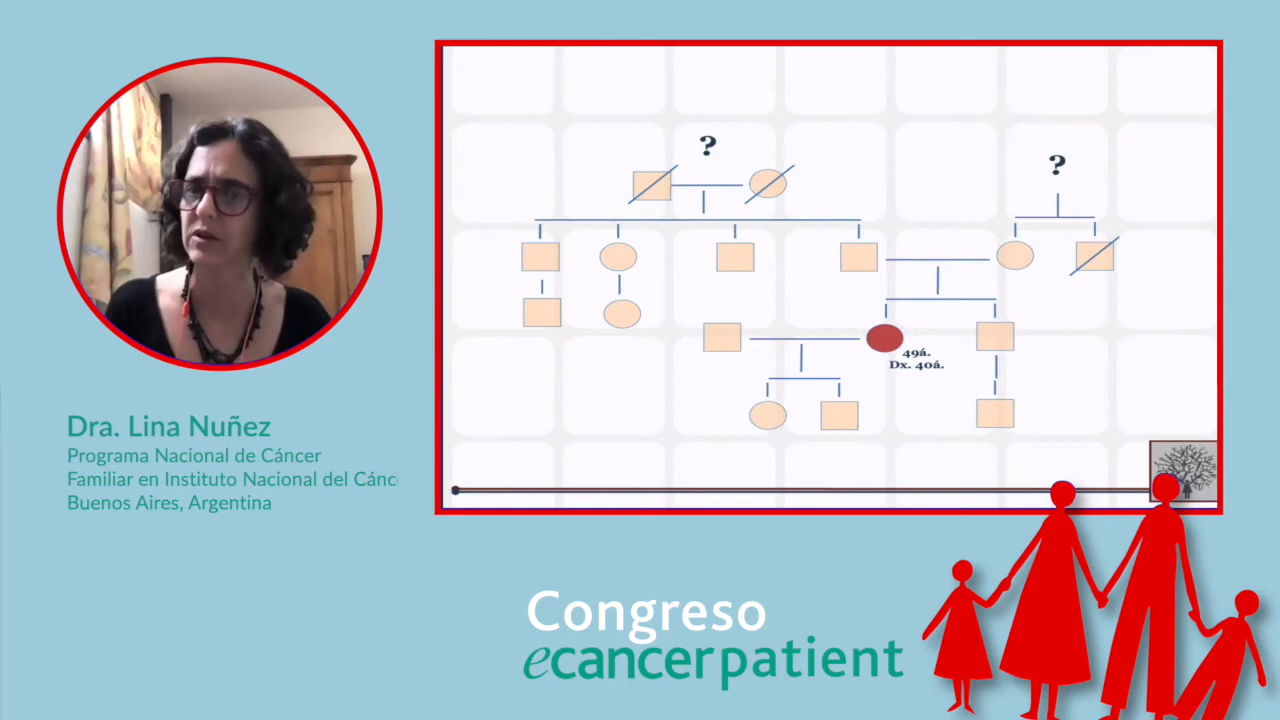 ?
?
49á.
Dx. 40á.
Dra. Lina Nuñez
Programa Nacional de Cáncer
Familiar en Instituto Nacional del Cánc
Buenos Aires, Argentina
Congreso
ecancerpatient